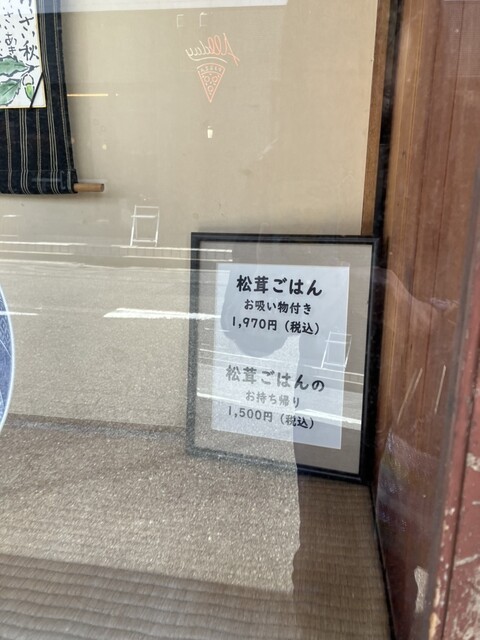 松茸ごはん
お吸い物付き
1,970円（税込）
松茸ごはんの
お持ち帰り
1,500円（税込）